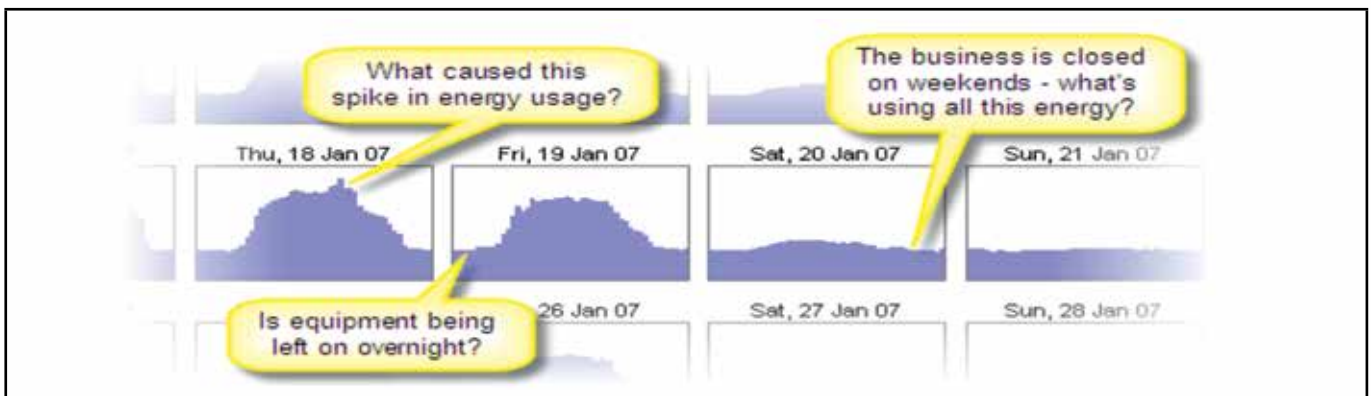 What caused this
spike in energy usage?
The business is closed
on weekends - what's
using all this energy?
Thu, 18 Jan 07
Fri, 19 Jan 07
Sat, 20 Jan 07
Sun, 21 Jan 07
Is equipment being
left on overnight?
26 Jan 07
Sat, 27 Jan 07
Sun, 28 Jan 07